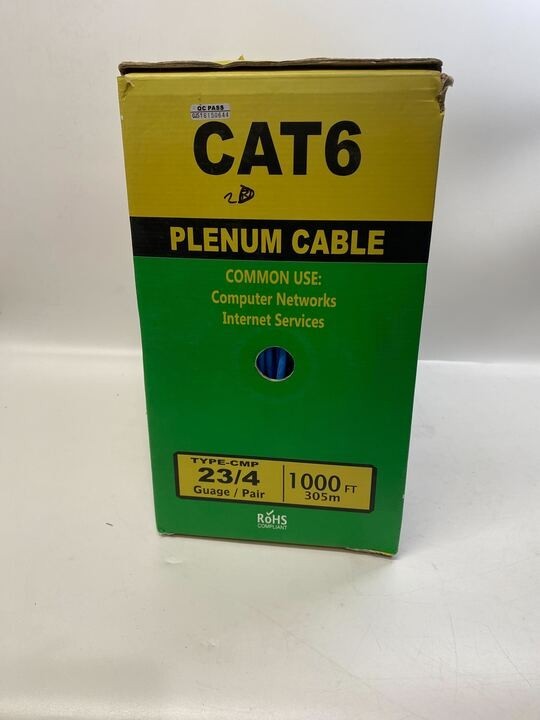 QC PASS
CAT6
PLENUM CABLE
COMMON USE:
Computer Networks
Internet Services
TYPE-CMP
23/4
Guage / Pair
1000 FT
305m
RoHS
COMPLIANT